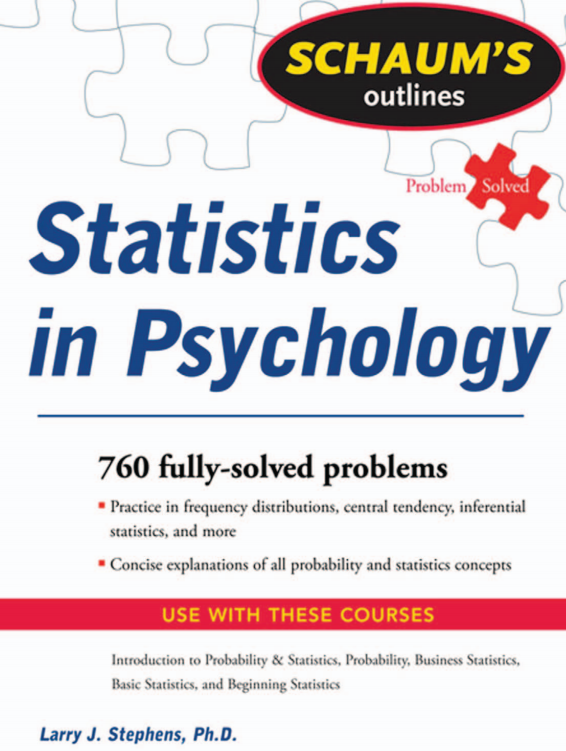 SCHAUM'S
outlines
Problem Solved
Statistics
in Psychology
760 fully-solved problems
▪ Practice in frequency distributions, central tendency, inferential
statistics, and more
▪ Concise explanations of all probability and statistics concepts
USE WITH THESE COURSES
Introduction to Probability & Statistics, Probability, Business Statistics,
Basic Statistics, and Beginning Statistics
Larry J. Stephens, Ph.D.